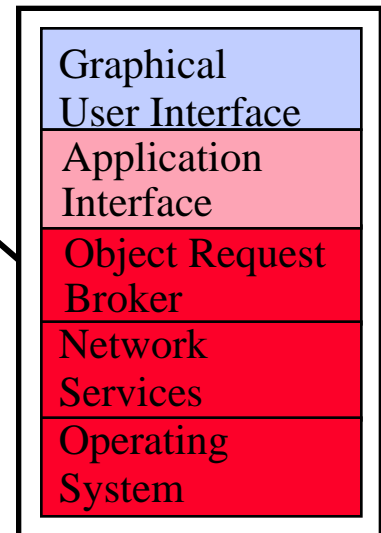 Graphical
User Interface
Application
Interface
Object Request
Broker
Network
Services
Operating
System